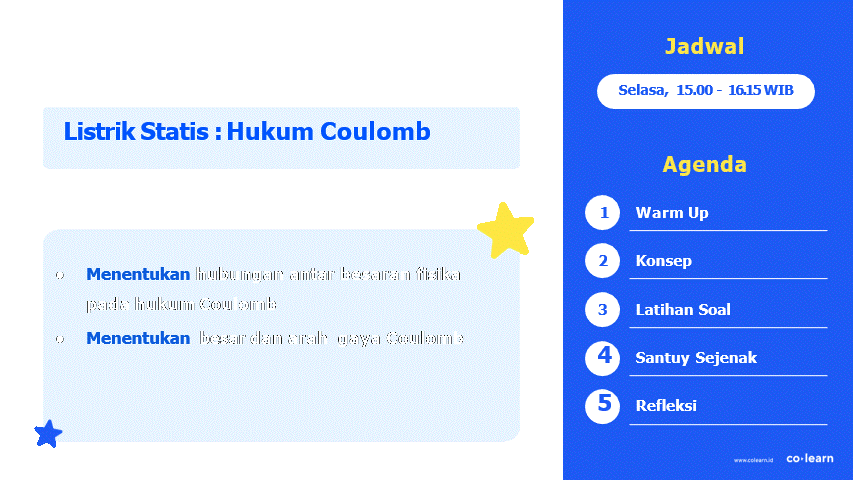 Listrik Statis : Hukum Coulomb
Menentukan hubungan antar besaran fisika
pada hukum Coulomb
Menentukan besar dan arah gaya Coulomb
Jadwal
Selasa, 15.00 - 16.15 WIB
Agenda
1 Warm Up
2 Konsep
3 Latihan Soal
4 Santuy Sejenak
5 Refleksi
www.colearn.id co·learn